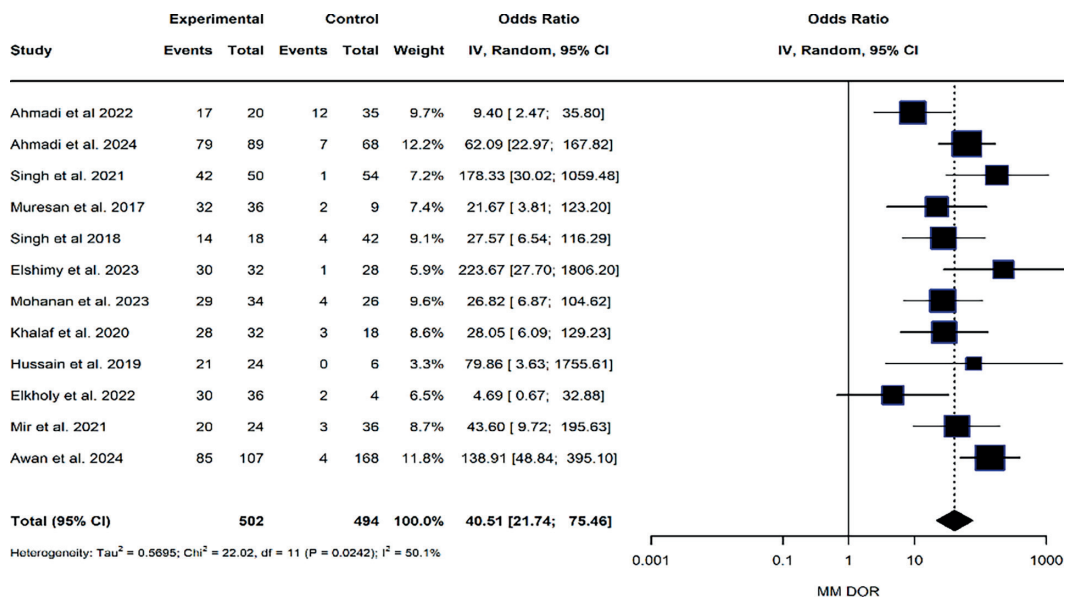 Experimental Control Odds Ratio Odds Ratio
Study Events Total Events Total Weight IV, Random, 95% CI IV, Random, 95% CI
Ahmadi et al 2022 17 20 12 35 9.7% 9.40 [ 2.47; 35.80]
Ahmadi et al. 2024 79 89 7 68 12.2% 62.09 [22.97; 167.82]
Singh et al. 2021 42 50 1 54 7.2% 178.33 [30.02; 1059.48]
Muresan et al. 2017 32 36 2 9 7.4% 21.67 [ 3.81; 123.20]
Singh et al 2018 14 18 4 42 9.1% 27.57 [ 6.54; 116.29]
Elshimy et al. 2023 30 32 1 28 5.9% 223.67 [27.70; 1806.20]
Mohanan et al. 2023 29 34 4 26 9.6% 26.82 [ 6.87; 104.62]
Khalaf et al. 2020 28 32 3 18 8.6% 28.05 [ 6.09; 129.23]
Hussain et al. 2019 21 24 0 6 3.3% 79.86 [ 3.63; 1755.61]
Elkholy et al. 2022 30 36 2 4 6.5% 4.69 [ 0.67; 32.88]
Mir et al. 2021 20 24 3 36 8.7% 43.60 [ 9.72; 195.63]
Awan et al. 2024 85 107 4 168 11.8% 138.91 [48.84; 395.10]
Total (95% CI) 502 494 100.0% 40.51 [21.74; 75.46]
Heterogeneity: Tau² = 0.5695; Chi² = 22.02, df = 11 (P = 0.0242); I² = 50.1%
0.001 0.1 1 10 1000
MM DOR